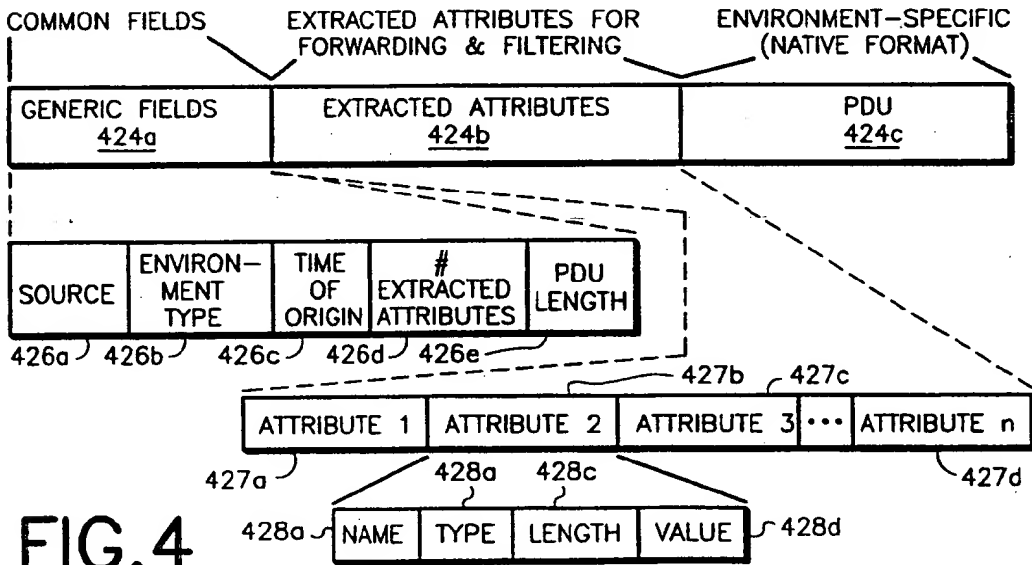 COMMON FIELDS
EXTRACTED ATTRIBUTES FOR
FORWARDING & FILTERING
ENVIRONMENT-SPECIFIC
(NATIVE FORMAT)
GENERIC FIELDS
424a
EXTRACTED ATTRIBUTES
424b
PDU
424c
SOURCE
ENVIRON-
MENT
TYPE
TIME
OF
ORIGIN
#
EXTRACTED
ATTRIBUTES
PDU
LENGTH
426a 426b 426c 426d 426e
427b 427c
ATTRIBUTE 1 ATTRIBUTE 2 ATTRIBUTE 3 ••• ATTRIBUTE n
427a 428a 428c 427d
428a NAME TYPE LENGTH VALUE 428d
FIG.4